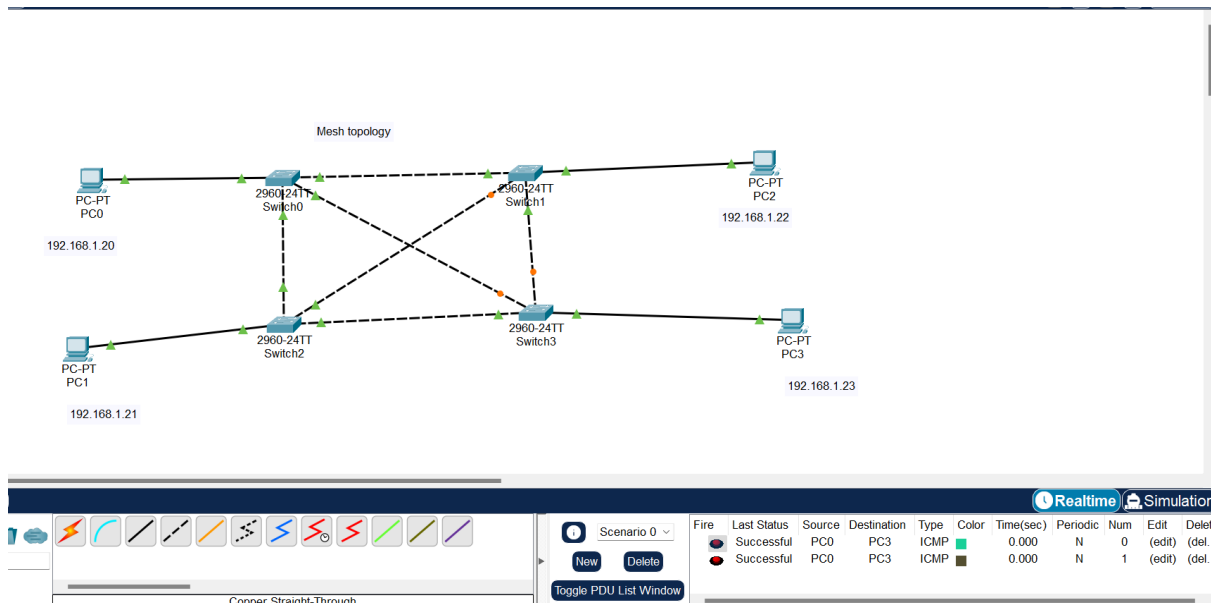 Mesh topology
PC-PT
PC0
192.168.1.20
2960-24TT
Switch0
2960-24TT
Switch1
PC-PT
PC2
192.168.1.22
2960-24TT
Switch2
2960-24TT
Switch3
PC-PT
PC1
192.168.1.21
PC-PT
PC3
192.168.1.23
Realtime Simulation
Scenario 0
New Delete
Toggle PDU List Window
Fire Last Status Source Destination Type Color Time(sec) Periodic Num Edit Delet
Successful PC0 PC3 ICMP 0.000 N 0 (edit) (del.
Successful PC0 PC3 ICMP 0.000 N 1 (edit) (del.
Copper Straight-Through